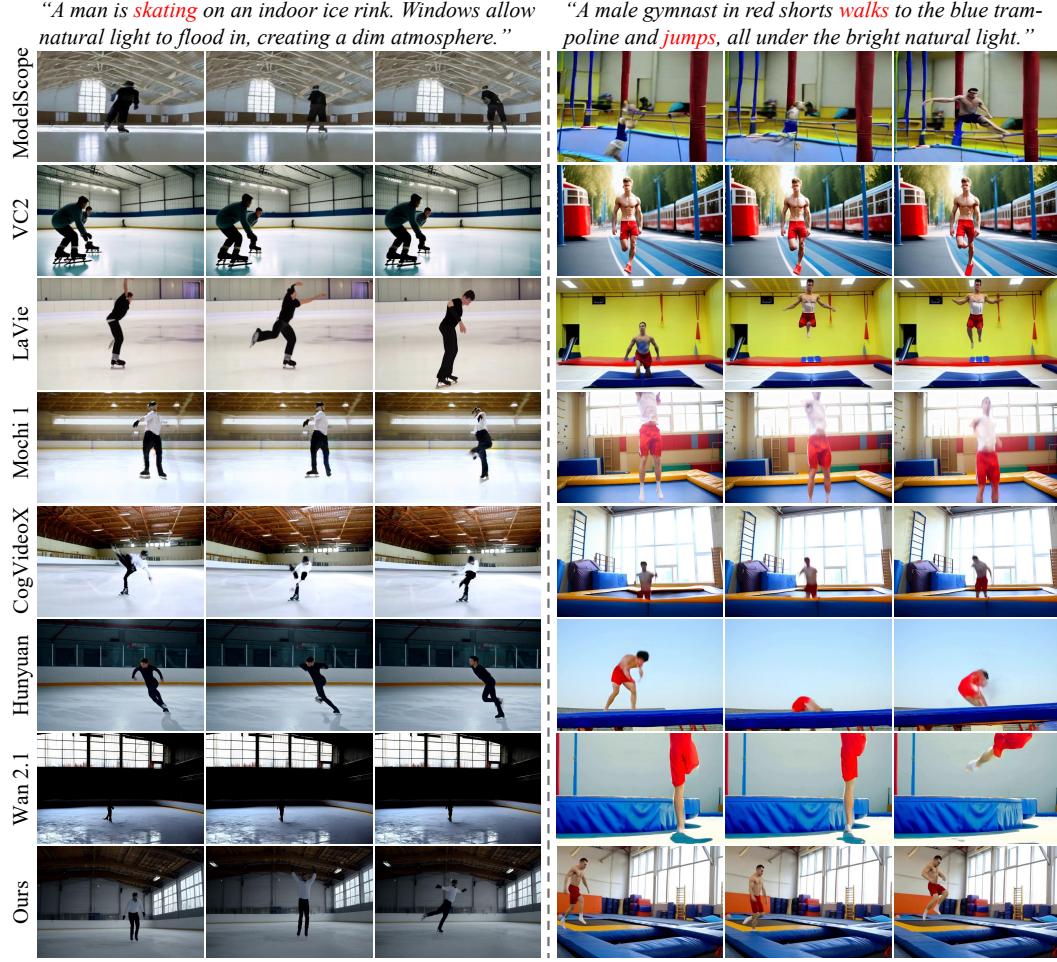 “A man is skating on an indoor ice rink. Windows allow
natural light to flood in, creating a dim atmosphere.”
“A male gymnast in red shorts walks to the blue tram-
poline and jumps, all under the bright natural light.”
ModelScope
VC2
LaVie
Mochi 1
CogVideoX
Hunyuan
Wan 2.1
Ours